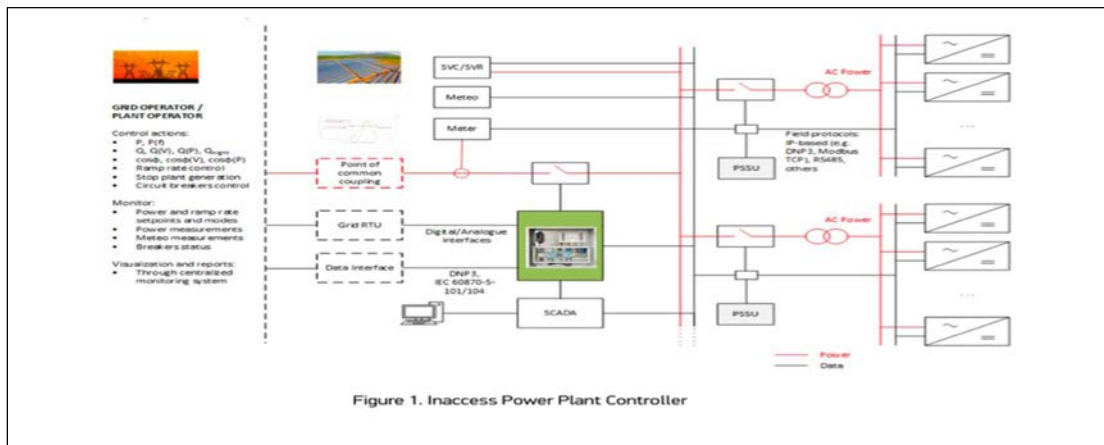 GRID OPERATOR /
PLANT OPERATOR
Control actions:
• P, P(f)
• Q, Q(V), Q(P),
• cosφ, cosφ(V), cosφ(P)
• Ramp rate control
• Stop plant generation
• Circuit breakers control
Monitor:
• Power and ramp rate
setpoints and modes
• Power measurements
• Meteo measurements
• Breakers status
Visualization and reports:
• Through centralized
monitoring system
SVC/SVR
Meteo
Meter
Point of
common
coupling
Grid RTU
Data Interface
Digital/Analogue
interfaces
DNP3,
IEC 60870-5-
101/104
SCADA
AC Power
Field protocols:
IP-based (e.g.
DNP3, Modbus
TCP), RS485,
others
PSSU
...
AC Power
PSSU
...
Power
Data
Figure 1. Inaccess Power Plant Controller